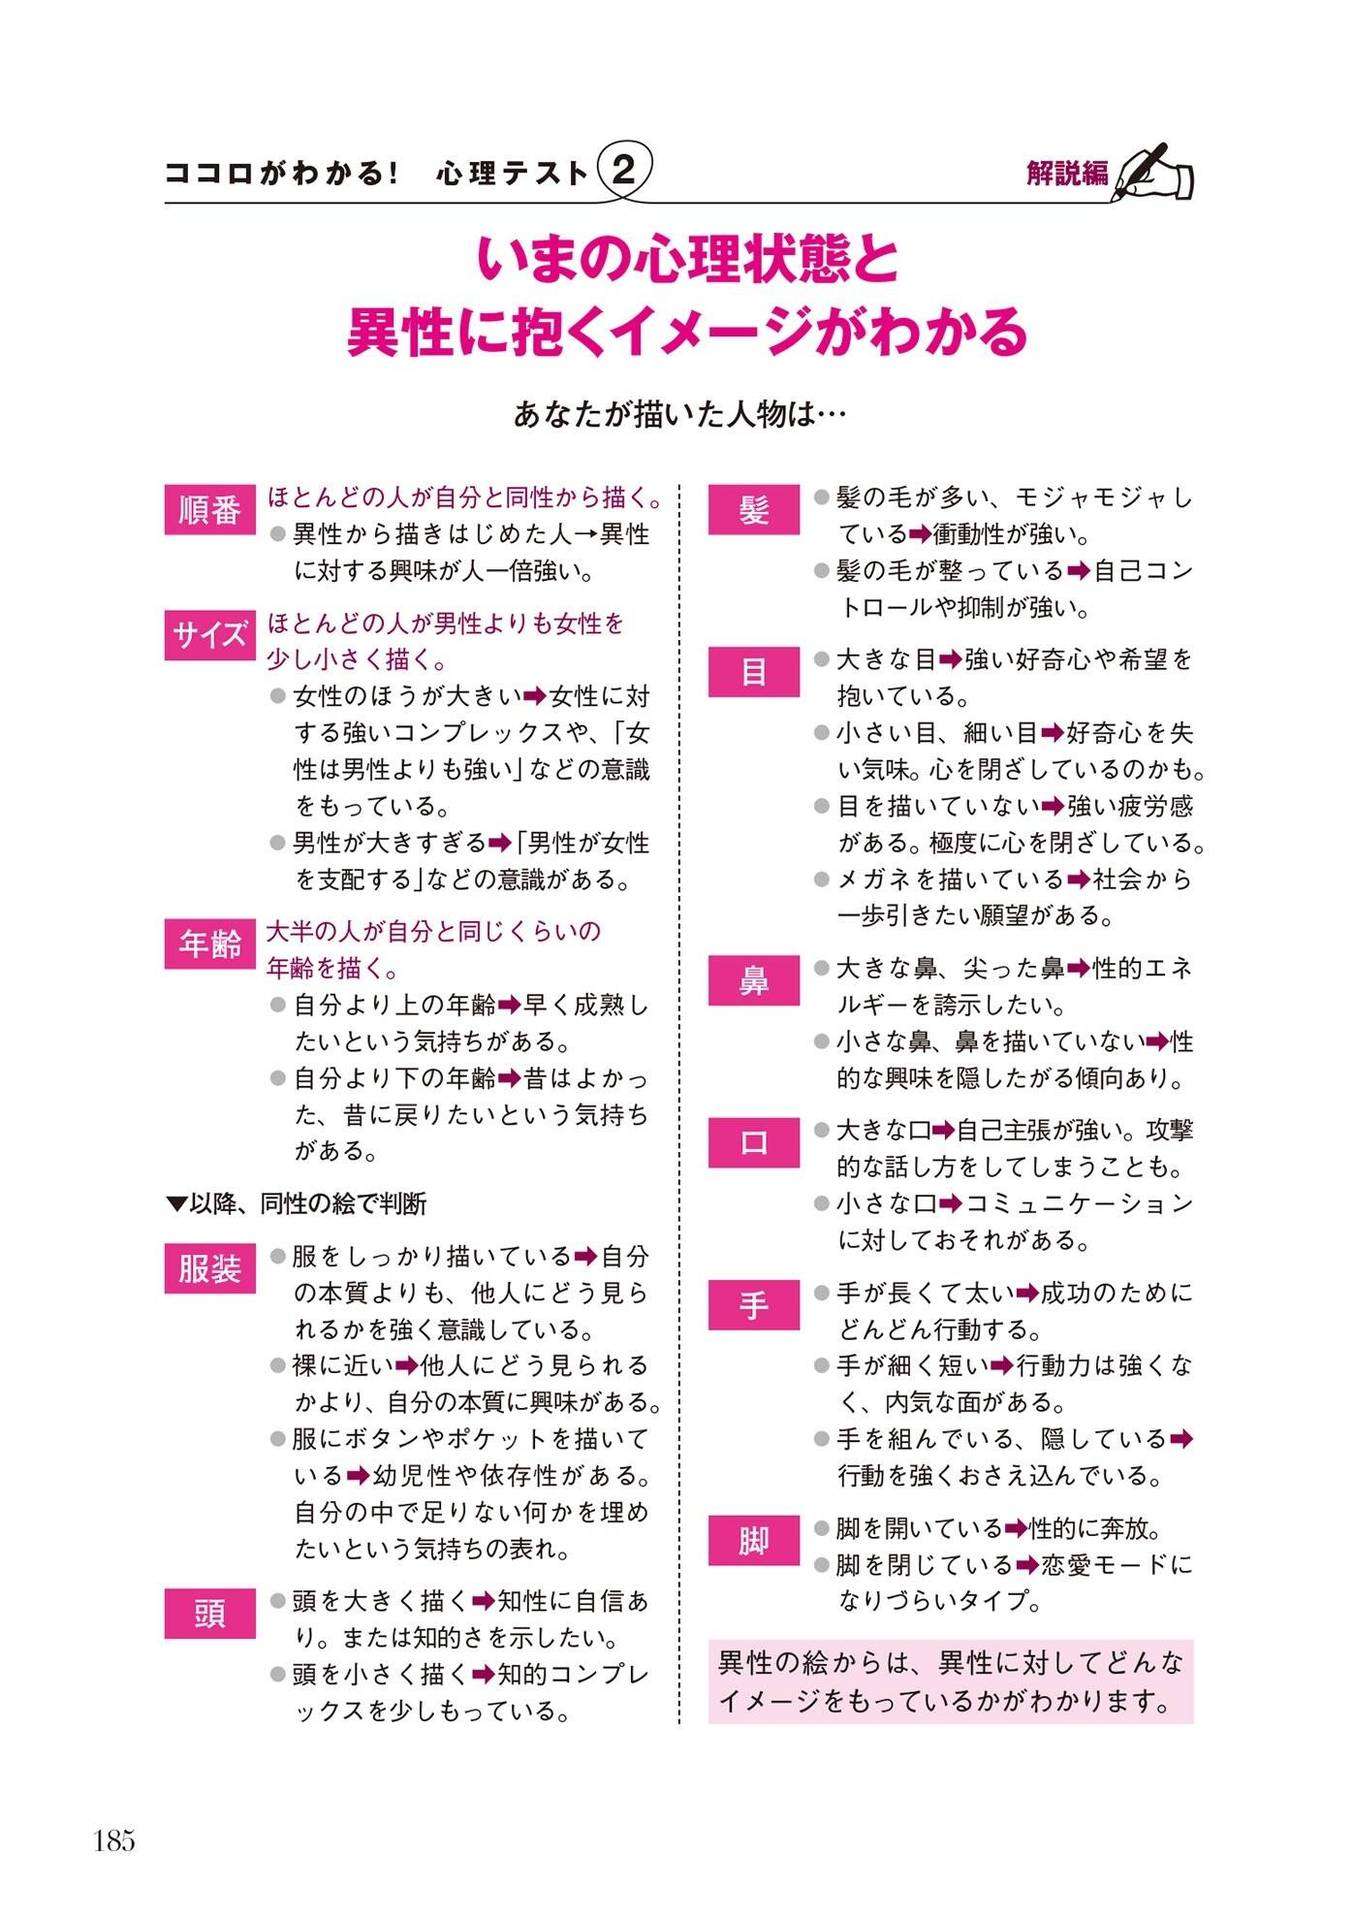 ココロがわかる！　心理テスト②
解説編
いまの心理状態と
異性に抱くイメージがわかる
あなたが描いた人物は…
順番
ほとんどの人が自分と同性から描く。
●異性から描きはじめた人→異性
に対する興味が人一倍強い。
サイズ
ほとんどの人が男性よりも女性を
少し小さく描く。
●女性のほうが大きい➡女性に対
する強いコンプレックスや、「女
性は男性よりも強い」などの意識
をもっている。
●男性が大きすぎる➡「男性が女性
を支配する」などの意識がある。
年齢
大半の人が自分と同じくらいの
年齢を描く。
●自分より上の年齢➡早く成熟し
たいという気持ちがある。
●自分より下の年齢➡昔はよかっ
た、昔に戻りたいという気持ち
がある。
▼以降、同性の絵で判断
服装
●服をしっかり描いている➡自分
の本質よりも、他人にどう見ら
れるかを強く意識している。
●裸に近い➡他人にどう見られる
かより、自分の本質に興味がある。
●服にボタンやポケットを描いて
いる➡幼児性や依存性がある。
自分の中で足りない何かを埋め
たいという気持ちの表れ。
頭
●頭を大きく描く➡知性に自信あ
り。または知的さを示したい。
●頭を小さく描く➡知的コンプレ
ックスを少しもっている。
髪
●髪の毛が多い、モジャモジャし
ている➡衝動性が強い。
●髪の毛が整っている➡自己コン
トロールや抑制が強い。
目
●大きな目➡強い好奇心や希望を
抱いている。
●小さい目、細い目➡好奇心を失
い気味。心を閉ざしているのかも。
●目を描いていない➡強い疲労感
がある。極度に心を閉ざしている。
●メガネを描いている➡社会から
一歩引きたい願望がある。
鼻
●大きな鼻、尖った鼻➡性的エネ
ルギーを誇示したい。
●小さな鼻、鼻を描いていない➡性
的な興味を隠したがる傾向あり。
口
●大きな口➡自己主張が強い。攻撃
的な話し方をしてしまうことも。
●小さな口➡コミュニケーション
に対しておそれがある。
手
●手が長くて太い➡成功のために
どんどん行動する。
●手が細く短い➡行動力は強くな
く、内気な面がある。
●手を組んでいる、隠している➡
行動を強くおさえ込んでいる。
脚
●脚を開いている➡性的に奔放。
●脚を閉じている➡恋愛モードに
なりづらいタイプ。
異性の絵からは、異性に対してどんな
イメージをもっているかがわかります。
185